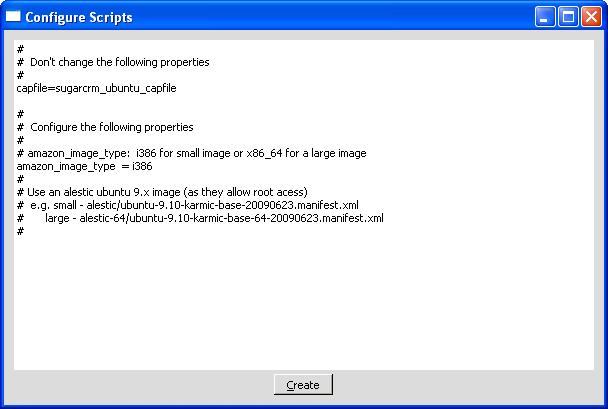 Configure Scripts
#
# Don't change the following properties
#
capfile=sugarcrm_ubuntu_capfile

#
# Configure the following properties
#
# amazon_image_type: i386 for small image or x86_64 for a large image
amazon_image_type = i386
#
# Use an alestic ubuntu 9.x image (as they allow root acess)
# e.g. small - alestic/ubuntu-9.10-karmic-base-20090623.manifest.xml
# large - alestic-64/ubuntu-9.10-karmic-base-64-20090623.manifest.xml
#
Create